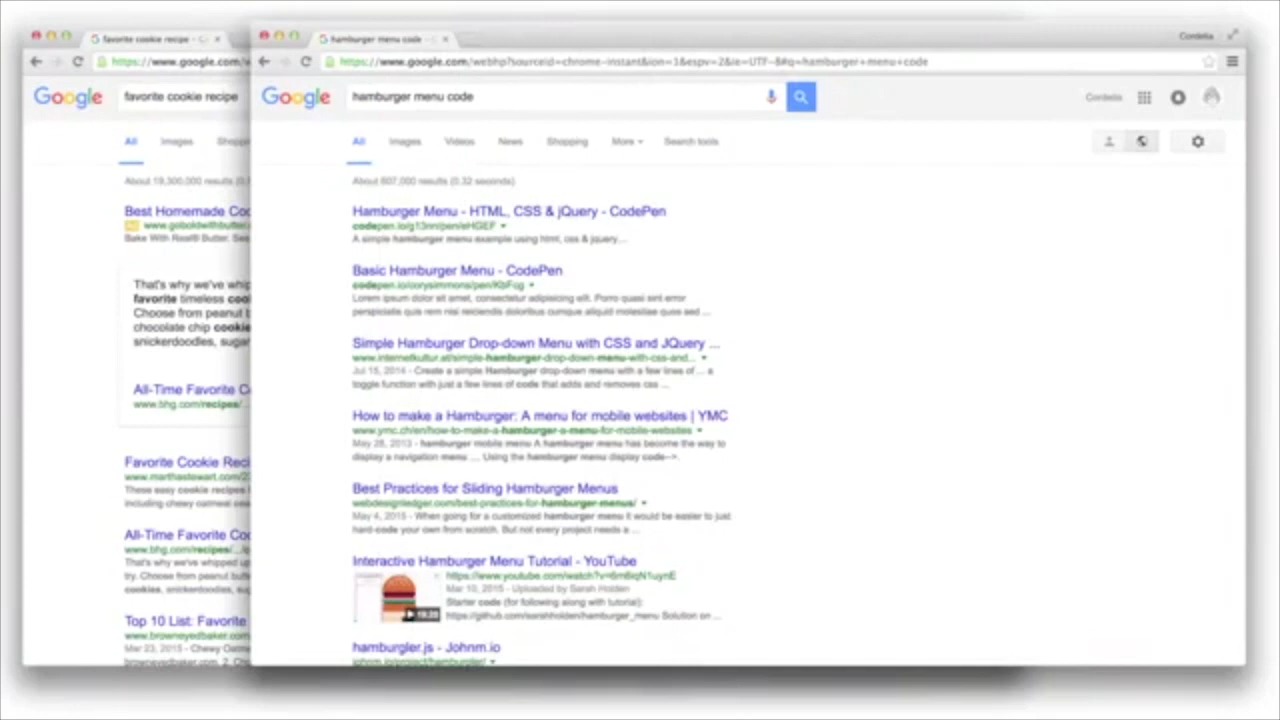 favorite cookie recipe - G
https://www.google.com/w
Google
favorite cookie recipe
All Images Shoppi
About 19,300,000 results (0.
Best Homemade Coo
Ad www.goboldwithbutter.
Bake With Real® Butter. See
That's why we've whip
favorite timeless cook
Choose from peanut b
chocolate chip cookie
snickerdoodles, sugar
All-Time Favorite C
www.bhg.com/recipes/...
Favorite Cookie Reci
www.marthastewart.com/2
These easy cookie recipes
including chewy oatmeal
All-Time Favorite Coo
www.bhg.com/recipes/.../
That's why we've whipped up
try. Choose from peanut butt
cookies, snickerdoodles, sugar
Top 10 List: Favorite
www.browneyedbaker.com
Mar 23, 2015 - Chewy Oatm
browneyedbaker.com. 2. Ch
hamburger menu code - G
Cordelia
https://www.google.com/webhp?sourceid=chrome-instant&ion=1&espv=2&ie=UTF-8#q=hamburger+menu+code
Google
hamburger menu code
Cordelia
All Images Videos News Shopping More Search tools
About 607,000 results (0.32 seconds)
Hamburger Menu - HTML, CSS & jQuery - CodePen
codepen.io/g13nn/pen/eHGEF
A simple hamburger menu example using html, css & jquery...
Basic Hamburger Menu - CodePen
codepen.io/corysimmons/pen/KbFog
Lorem ipsum dolor sit amet, consectetur adipisicing elit. Porro quasi sint error
perspiciatis quis rem nisi reiciendis doloribus cumque aliquid molestiae quos sed ...
Simple Hamburger Drop-down Menu with CSS and JQuery ...
www.internetkultur.at/simple-hamburger-drop-down-menu-with-css-and...
Jul 15, 2014 - Create a simple Hamburger drop-down menu with a few lines of ... a
toggle function with just a few lines of code that adds and removes css ...
How to make a Hamburger: A menu for mobile websites | YMC
www.ymc.ch/en/how-to-make-a-hamburger-a-menu-for-mobile-websites
May 28, 2013 - hamburger mobile menu A hamburger menu has become the way to
display a navigation menu .... Using the hamburger menu display code-->.
Best Practices for Sliding Hamburger Menus
webdesignledger.com/best-practices-for-hamburger-menus/
May 4, 2015 - When going for a customized hamburger menu it would be easier to just
hard-code your own from scratch. But not every project needs a ...
Interactive Hamburger Menu Tutorial - YouTube
https://www.youtube.com/watch?v=6m6qN1uynE
Mar 10, 2015 - Uploaded by Sarah Holden
Starter code (for following along with tutorial):
https://github.com/sarahholden/hamburger_menu Solution on ...
hamburgler.js - Johnm.io
johnm.io/project/hamburgler/